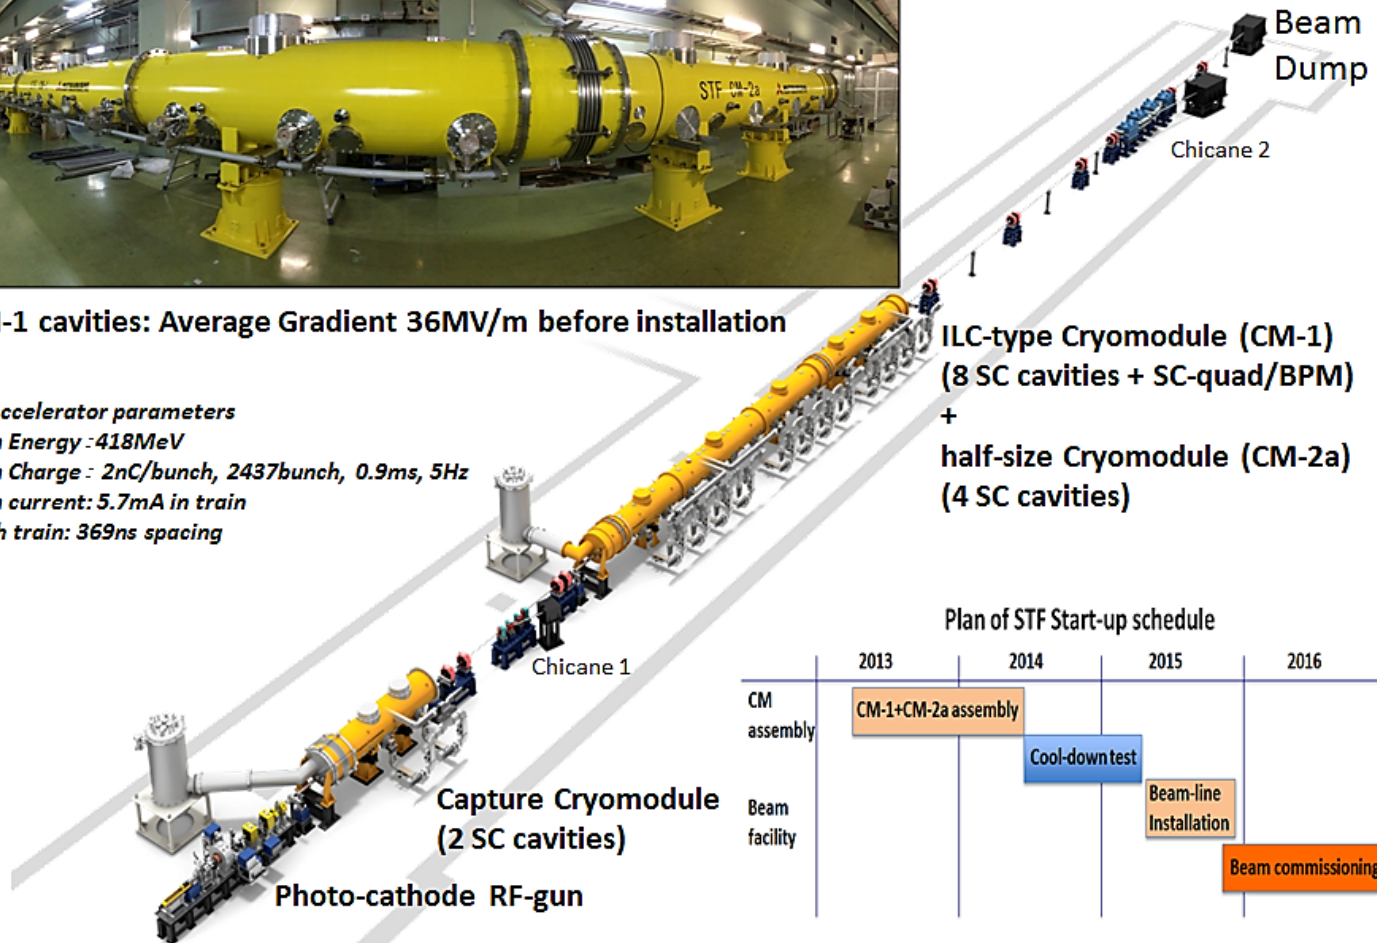 STF CM-2a
Beam
Dump
Chicane 2
-1 cavities: Average Gradient 36MV/m before installation
ILC-type Cryomodule (CM-1)
(8 SC cavities + SC-quad/BPM)
+
half-size Cryomodule (CM-2a)
(4 SC cavities)
ccelerator parameters
Energy : 418MeV
Charge : 2nC/bunch, 2437bunch, 0.9ms, 5Hz
current: 5.7mA in train
h train: 369ns spacing
Chicane 1
Capture Cryomodule
(2 SC cavities)
Photo-cathode RF-gun
Plan of STF Start-up schedule
2013 2014 2015 2016
CM
assembly
CM-1+CM-2a assembly
Cool-down test
Beam
facility
Beam-line
Installation
Beam commissioning